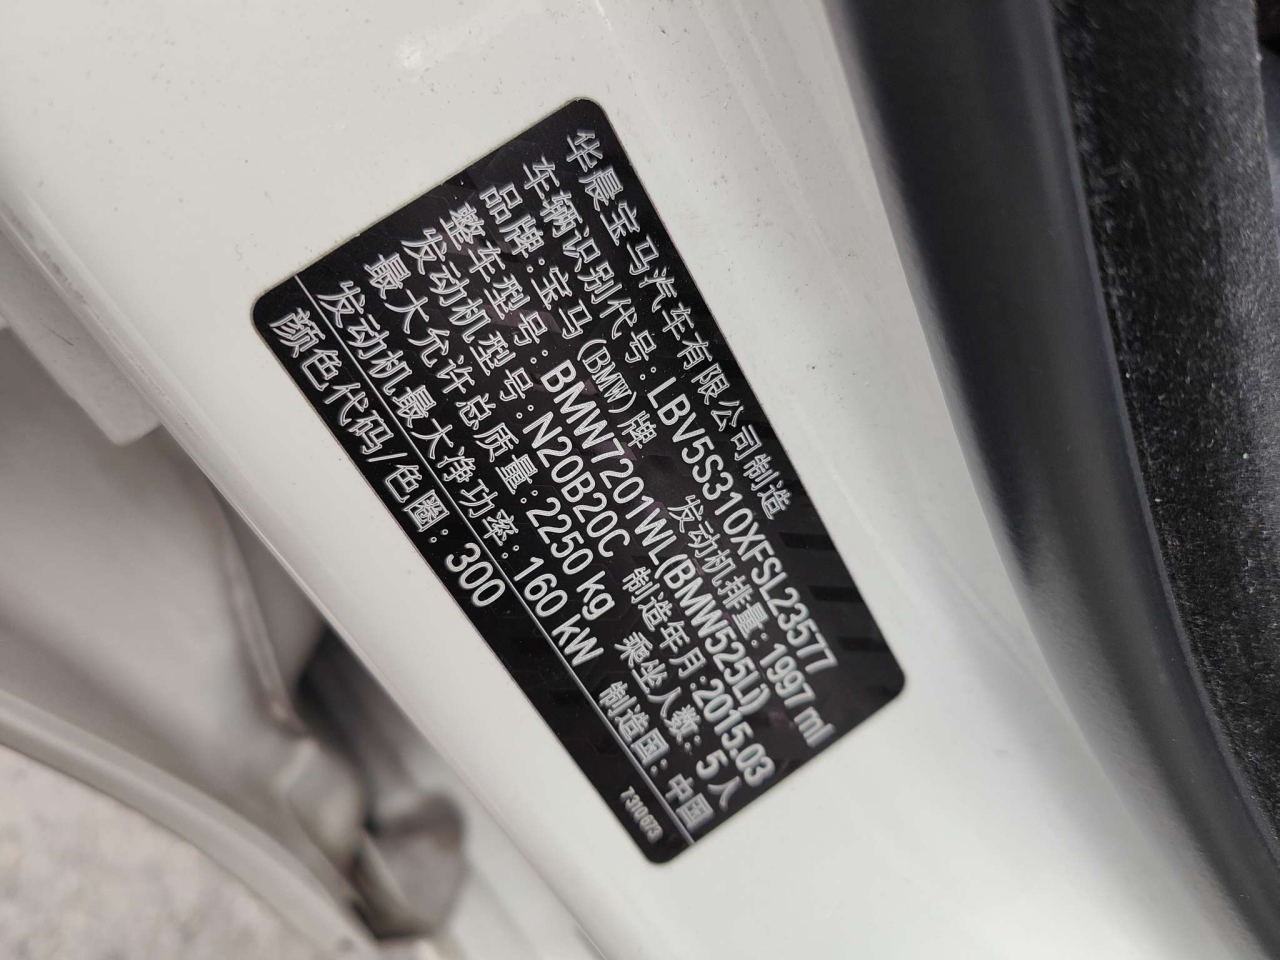 华晨宝马汽车有限公司制造
车辆识别代号:LBV5S310XFSL23577
品牌:宝马(BMW)牌 发动机排量:1997 ml
整车型号:BMW7201WL(BMW525Li)
发动机型号:N20B20C 制造年月:2015.03
最大允许总质量:2250 kg 乘坐人数:5人
发动机最大净功率:160 kW 制造国:中国
颜色代码/色圈:300 7310673